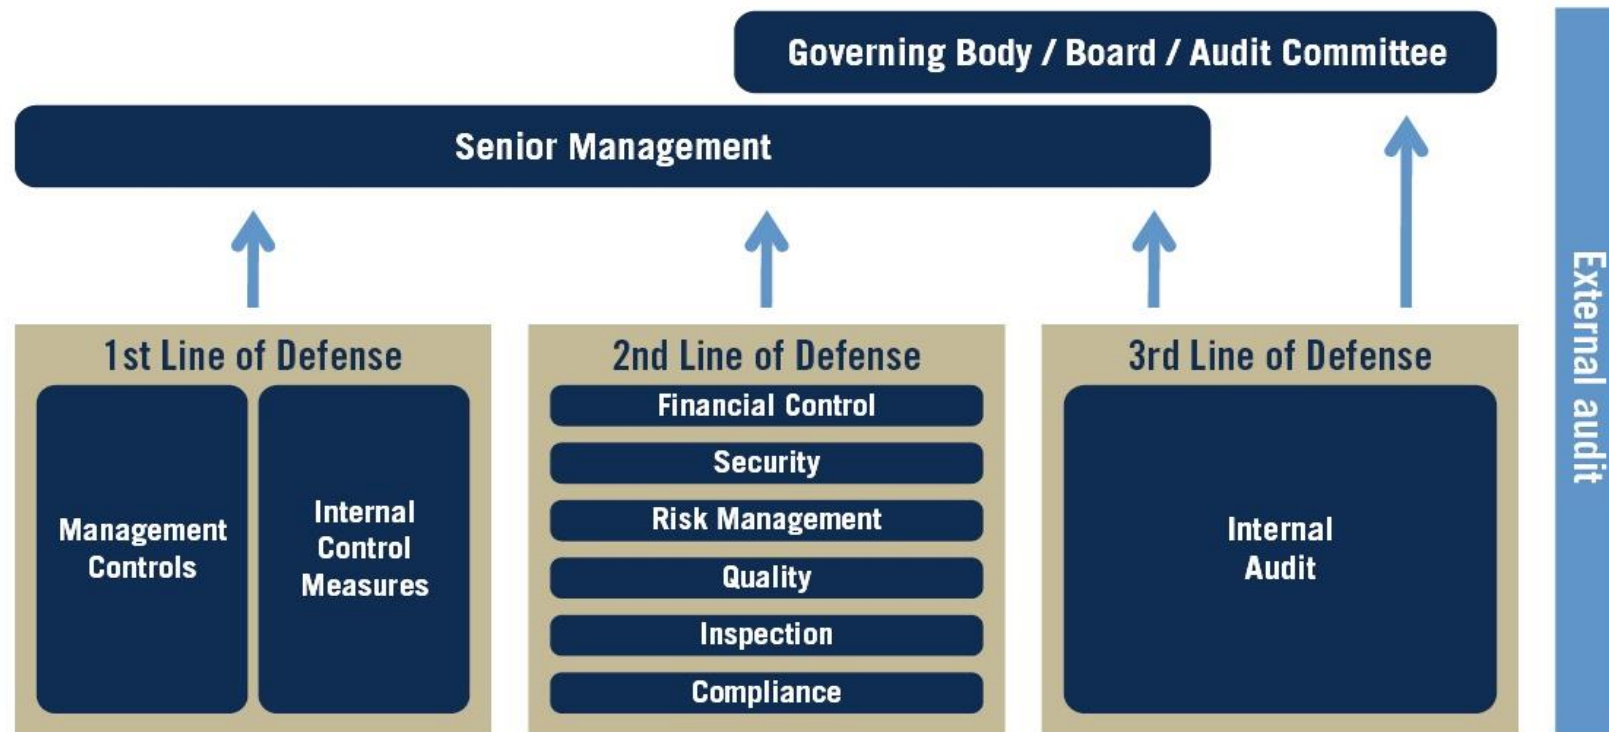 Governing Body / Board / Audit Committee
Senior Management
1st Line of Defense
Management
Controls
Internal
Control
Measures
2nd Line of Defense
Financial Control
Security
Risk Management
Quality
Inspection
Compliance
3rd Line of Defense
Internal
Audit
External audit